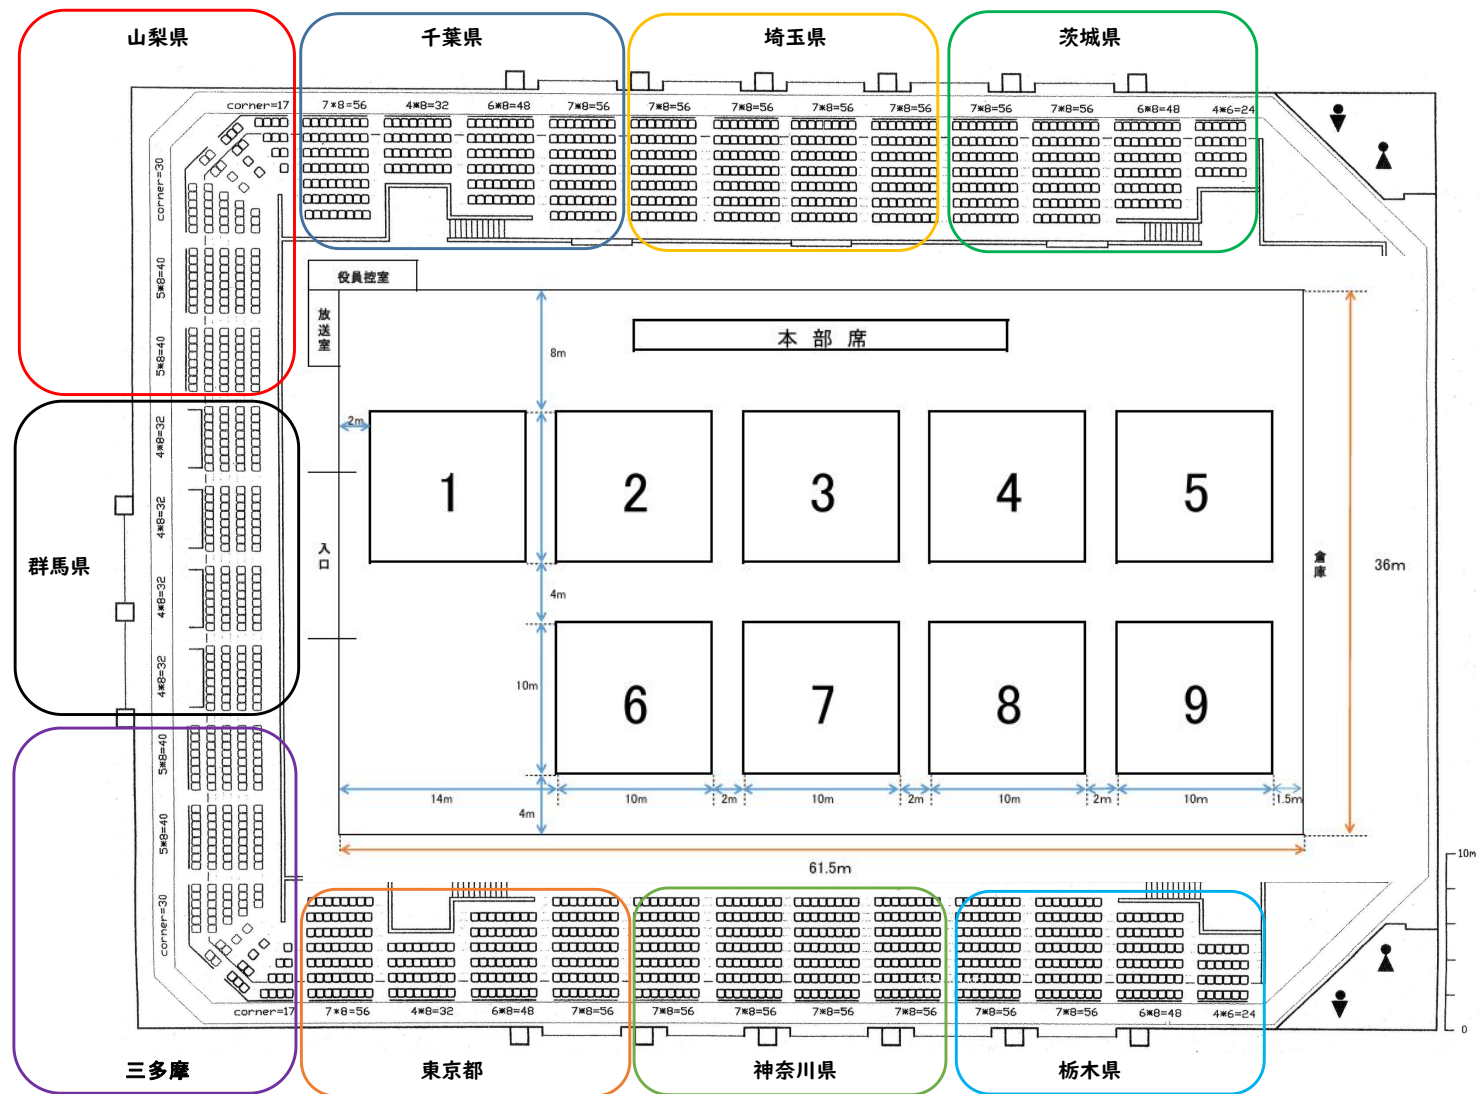 山梨県 千葉県 埼玉県 茨城県
corner=17 7*8=56 4*8=32 6*8=48 7*8=56 7*8=56 7*8=56 7*8=56 7*8=56 7*8=56 7*8=56 6*8=48 4*6=24
corner=30
5*8=40
5*8=40
4*8=32
4*8=32
4*8=32
4*8=32
5*8=40
5*8=40
corner=30
群馬県
役員控室
放送室
本部席
8m
2m
1 2 3 4 5
入口
倉庫
36m
4m
10m
6 7 8 9
14m 10m 2m 10m 2m 10m 2m 10m 1.5m
4m
61.5m
10m
0
corner=17 7*8=56 4*8=32 6*8=48 7*8=56 7*8=56 7*8=56 7*8=56 7*8=56 7*8=56 7*8=56 6*8=48 4*6=24
三多摩 東京都 神奈川県 栃木県